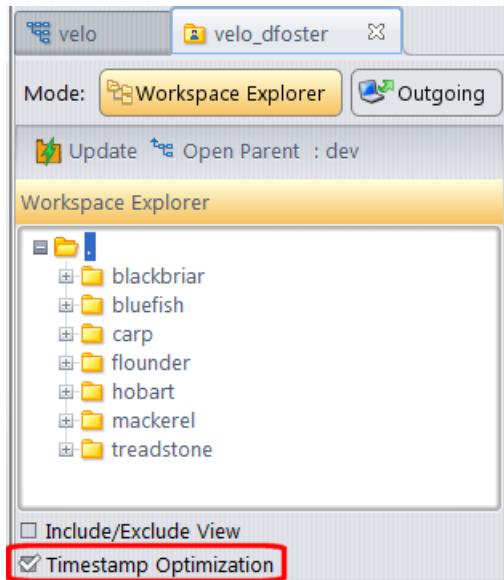 velo velo_dfoster
Mode: Workspace Explorer Outgoing
Update Open Parent : dev
Workspace Explorer
.
blackbriar
bluefish
carp
flounder
hobart
mackerel
treadstone
Include/Exclude View
Timestamp Optimization